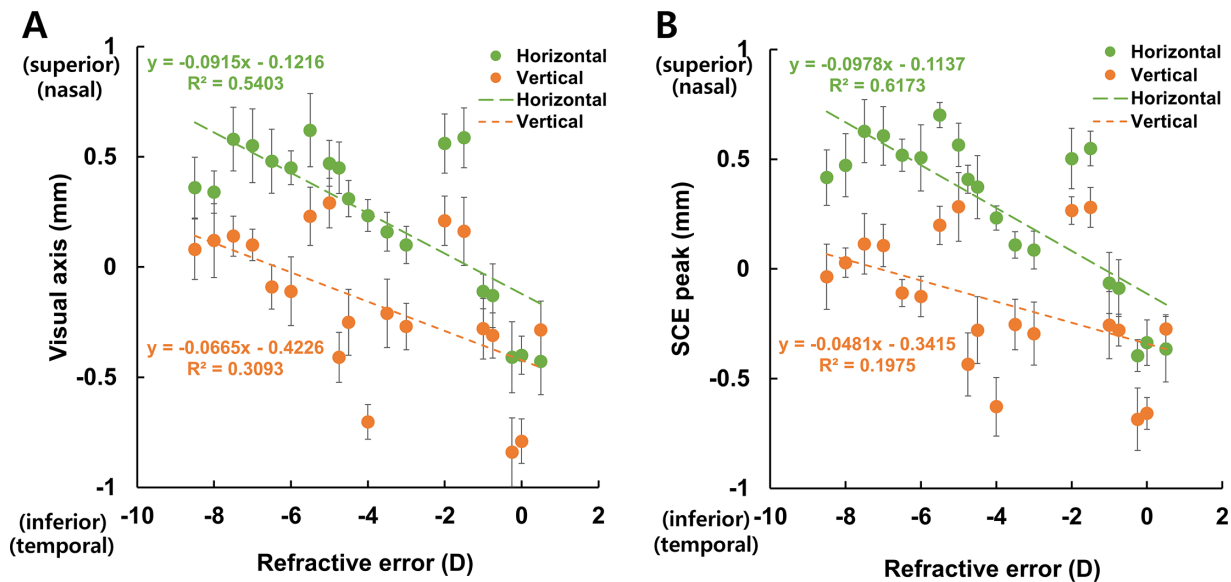 A
1
(superior)
(nasal)
y = -0.0915x - 0.1216
R² = 0.5403
Horizontal
Vertical
Horizontal
Vertical
0.5
Visual axis (mm)
0
y = -0.0665x - 0.4226
R² = 0.3093
-0.5
-1
(inferior)
(temporal)
-10
-8
-6
-4
-2
0
2
Refractive error (D)
B
1
(superior)
(nasal)
y = -0.0978x - 0.1137
R² = 0.6173
Horizontal
Vertical
Horizontal
Vertical
0.5
SCE peak (mm)
0
y = -0.0481x - 0.3415
R² = 0.1975
-0.5
-1
(inferior)
(temporal)
-10
-8
-6
-4
-2
0
2
Refractive error (D)